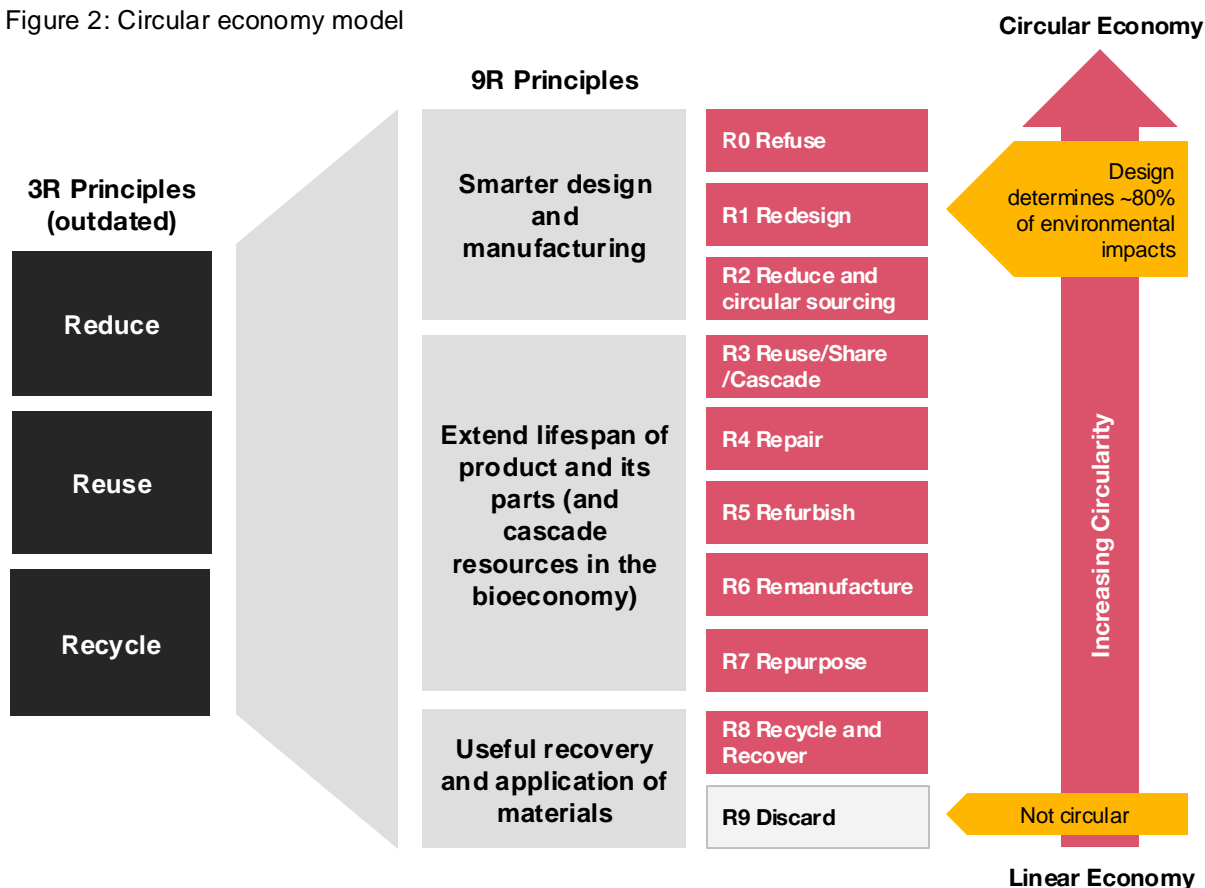 Figure 2: Circular economy model
Circular Economy
9R Principles
3R Principles
(outdated)
Reduce
Reuse
Recycle
Smarter design
and
manufacturing
Extend lifespan of
product and its
parts (and
cascade
resources in the
bioeconomy)
Useful recovery
and application of
materials
R0 Refuse
R1 Redesign
R2 Reduce and
circular sourcing
R3 Reuse/Share
/Cascade
R4 Repair
R5 Refurbish
R6 Remanufacture
R7 Repurpose
R8 Recycle and
Recover
R9 Discard
Design
determines ~80%
of environmental
impacts
Increasing Circularity
Not circular
Linear Economy